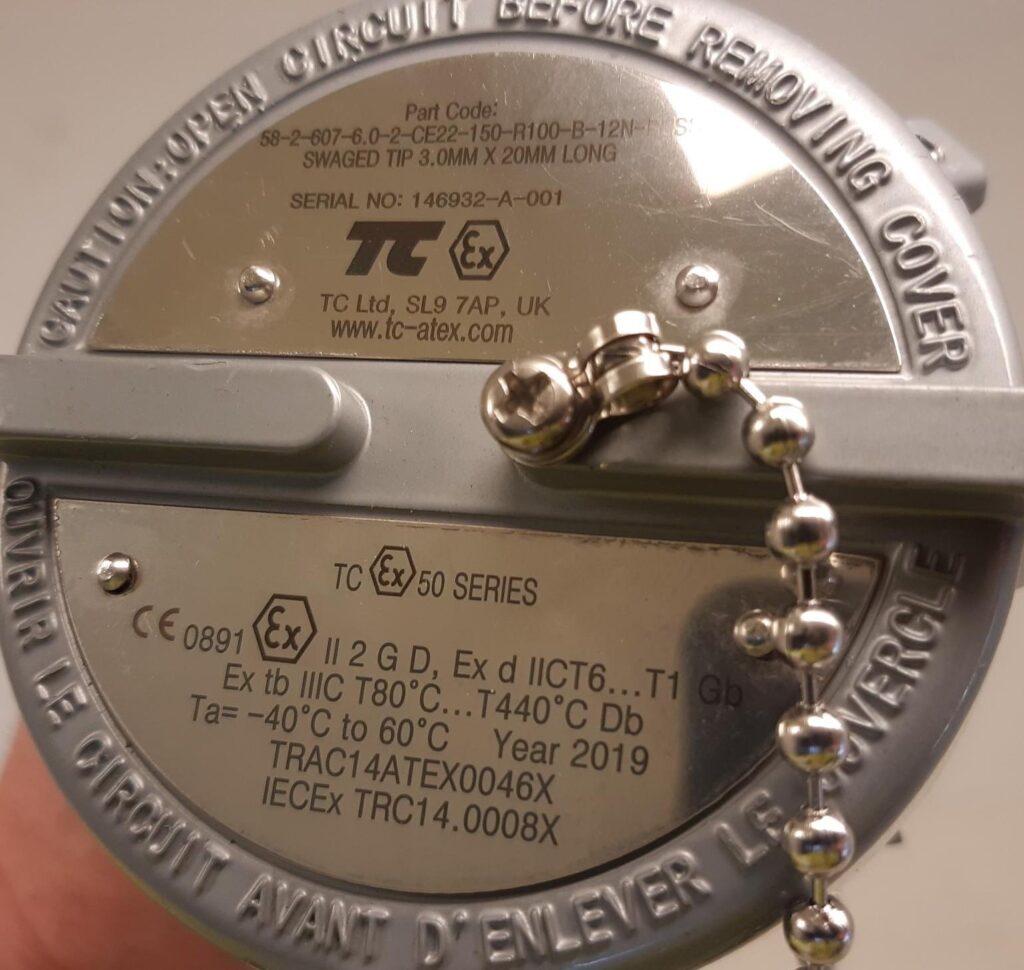 CAUTION:OPEN CIRCUIT BEFORE REMOVING COVER
Part Code:
58-2-607-6.0-2-CE22-150-R100-B-12N-
SWAGED TIP 3.0MM X 20MM LONG
SERIAL NO: 146932-A-001
TC Ex
TC Ltd, SL9 7AP, UK
www.tc-atex.com
TC Ex 50 SERIES
CE 0891 Ex II 2 G D, Ex d IICT6...T1 Gb
Ex tb IIIC T80°C...T440°C Db
Ta= -40°C to 60°C Year 2019
TRAC14ATEX0046X
IECEx TRC14.0008X
OUVRIR LE CIRCUIT AVANT D'ENLEVER LE COUVERCLE